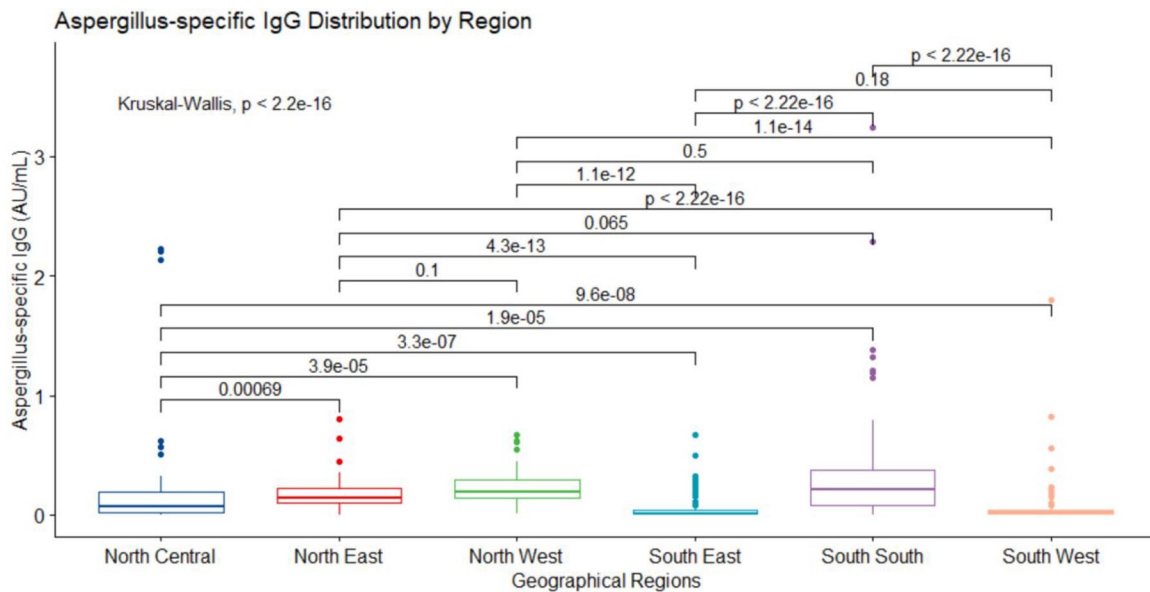 Aspergillus-specific IgG Distribution by Region
p < 2.22e-16
0.18
Kruskal-Wallis, p < 2.2e-16
p < 2.22e-16
1.1e-14
0.5
1.1e-12
p < 2.22e-16
0.065
4.3e-13
0.1
9.6e-08
1.9e-05
3.3e-07
3.9e-05
0.00069
Aspergillus-specific IgG (AU/mL)
3
2
1
0
North Central North East North West South East South South South West
Geographical Regions